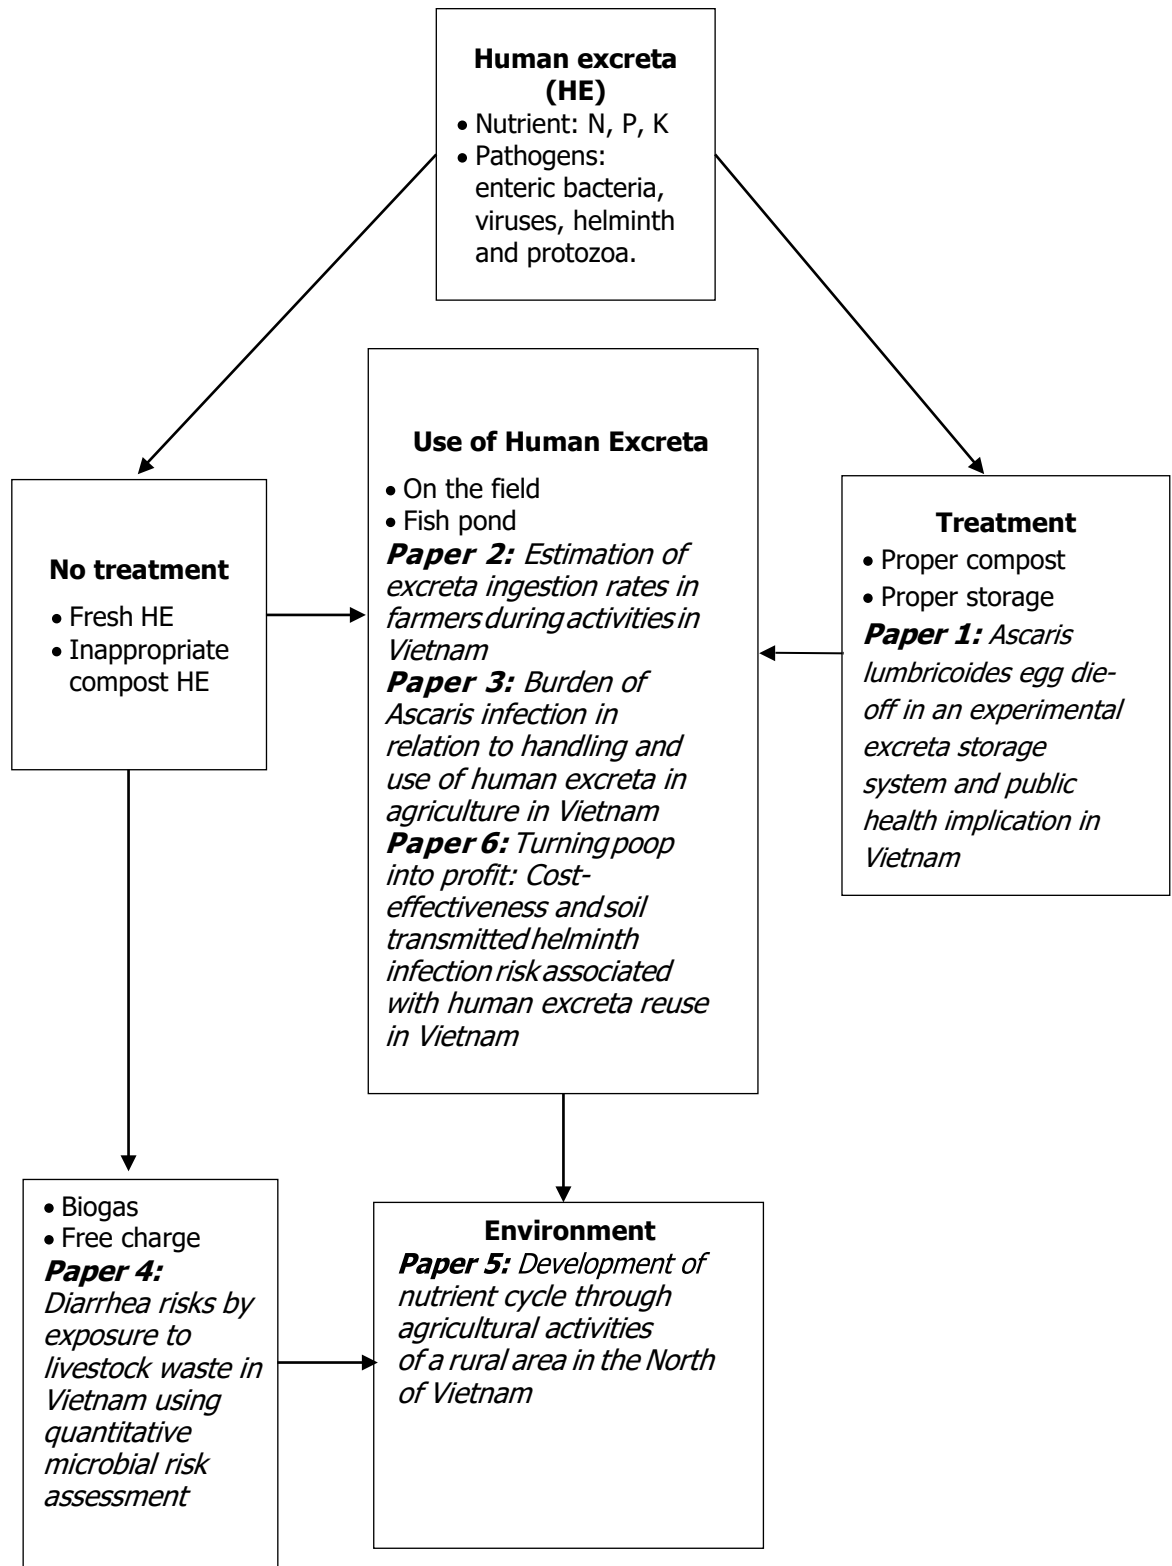 Human excreta
(HE)
• Nutrient: N, P, K
• Pathogens:
enteric bacteria,
viruses, helminth
and protozoa.
No treatment
• Fresh HE
• Inappropriate
compost HE
Use of Human Excreta
• On the field
• Fish pond
Paper 2: Estimation of
excreta ingestion rates in
farmers during activities in
Vietnam
Paper 3: Burden of
Ascaris infection in
relation to handling and
use of human excreta in
agriculture in Vietnam
Paper 6: Turning poop
into profit: Cost-
effectiveness and soil
transmitted helminth
infection risk associated
with human excreta reuse
in Vietnam
Treatment
• Proper compost
• Proper storage
Paper 1: Ascaris
lumbricoides egg die-
off in an experimental
excreta storage
system and public
health implication in
Vietnam
• Biogas
• Free charge
Paper 4:
Diarrhea risks by
exposure to
livestock waste in
Vietnam using
quantitative
microbial risk
assessment
Environment
Paper 5: Development of
nutrient cycle through
agricultural activities
of a rural area in the North
of Vietnam